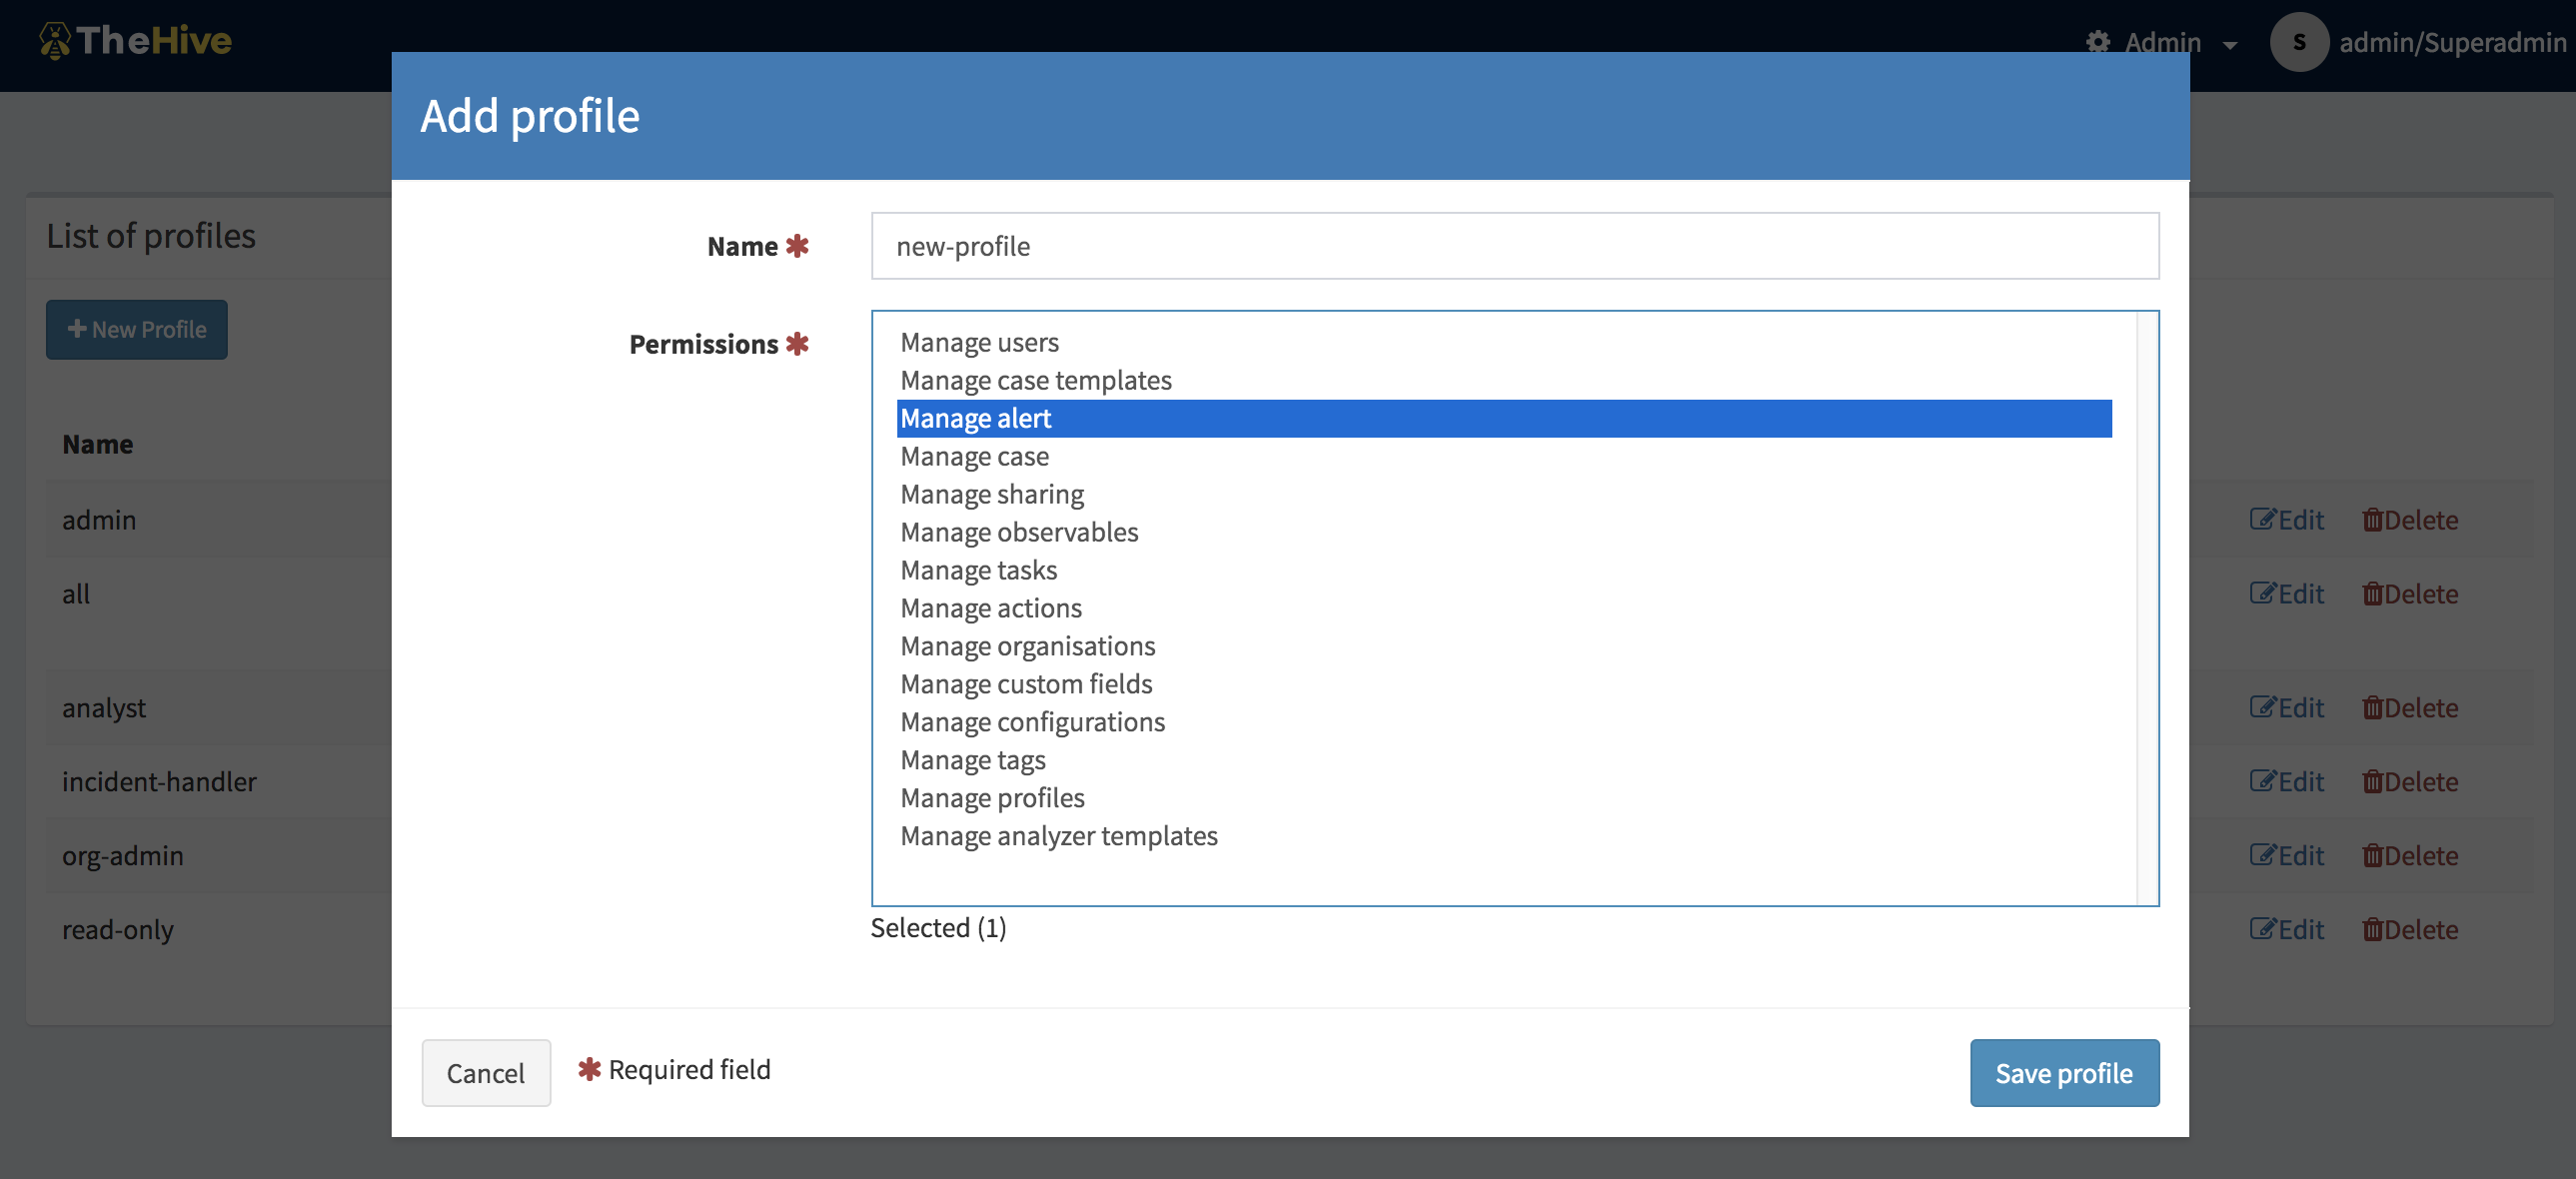 TheHive
Admin
S
admin/Superadmin
Add profile
List of profiles
Name
new-profile
New Profile
Permissions
Manage users
Manage case templates
Manage alert
Manage case
Manage sharing
Manage observables
Manage tasks
Manage actions
Manage organisations
Manage custom fields
Manage configurations
Manage tags
Manage profiles
Manage analyzer templates
Selected (1)
Name
admin
Edit Delete
all
Edit Delete
analyst
Edit Delete
incident-handler
Edit Delete
org-admin
Edit Delete
read-only
Edit Delete
Cancel
Required field
Save profile